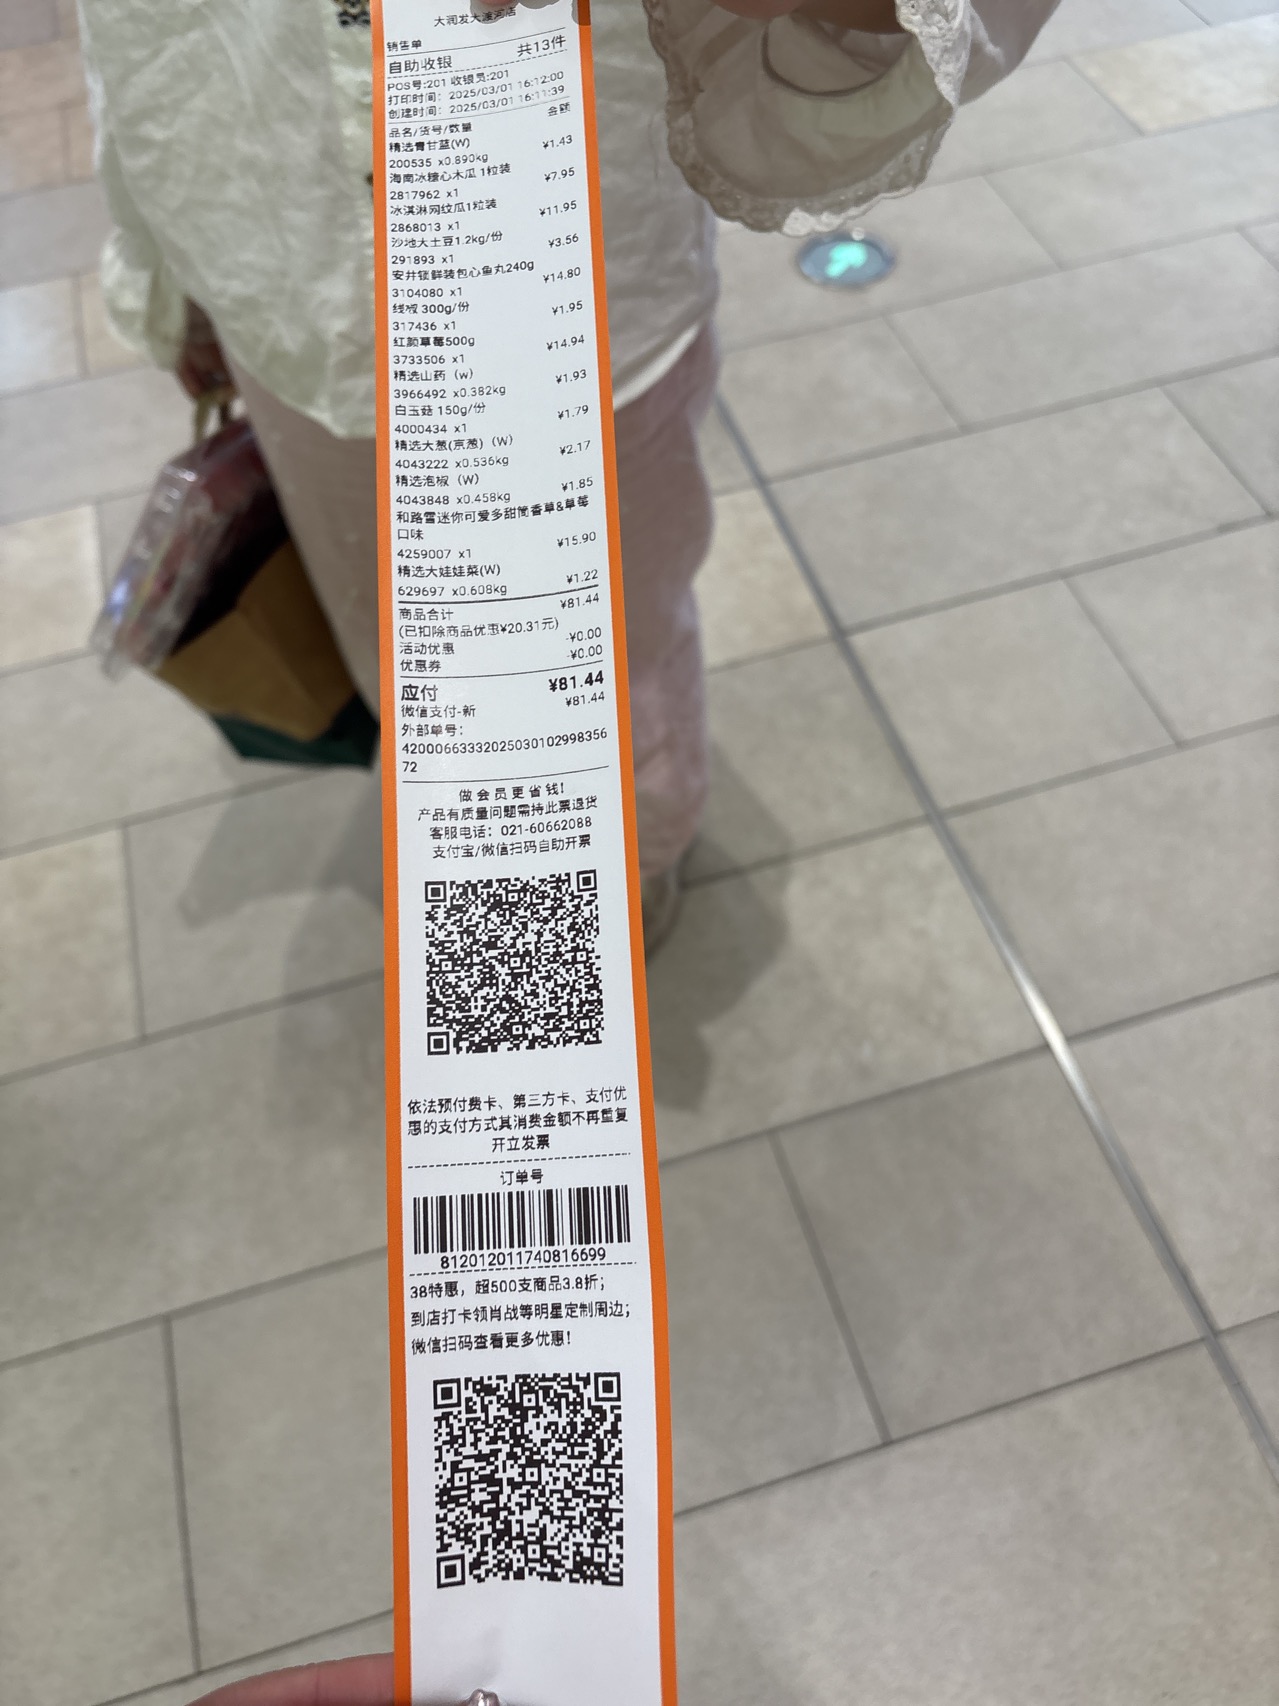 大润发大渡河店
销售单
自助收银 共13件
POS号:201 收银员:201
打印时间: 2025/03/01 16:12:00
创建时间: 2025/03/01 16:11:39
品名/货号/数量 金额
精选青甘蓝(W)
200535 x0.890kg ¥1.43
海南冰糖心木瓜 1粒装
2817962 x1 ¥7.95
冰淇淋网纹瓜1粒装
2868013 x1 ¥11.95
沙地大土豆1.2kg/份
291893 x1 ¥3.56
安井锁鲜装包心鱼丸240g
3104080 x1 ¥14.80
线椒 300g/份
317436 x1 ¥1.95
红颜草莓500g
3733506 x1 ¥14.94
精选山药（w）
3966492 x0.382kg ¥1.93
白玉菇 150g/份
4000434 x1 ¥1.79
精选大葱(京葱)（W）
4043222 x0.536kg ¥2.17
精选泡椒（W）
4043848 x0.458kg ¥1.85
和路雪迷你可爱多甜筒香草&草莓
口味
4259007 x1 ¥15.90
精选大娃娃菜(W)
629697 x0.608kg ¥1.22
商品合计 ¥81.44
(已扣除商品优惠¥20.31元)
活动优惠 -¥0.00
优惠券 -¥0.00
应付 ¥81.44
微信支付-新 ¥81.44
外部单号:
42000663332025030102998356
72
做会员更省钱!
产品有质量问题需持此票退货
客服电话: 021-60662088
支付宝/微信扫码自助开票
依法预付费卡、第三方卡、支付优
惠的支付方式其消费金额不再重复
开立发票
订单号
812012011740816699
38特惠，超500支商品3.8折;
到店打卡领肖战等明星定制周边;
微信扫码查看更多优惠!